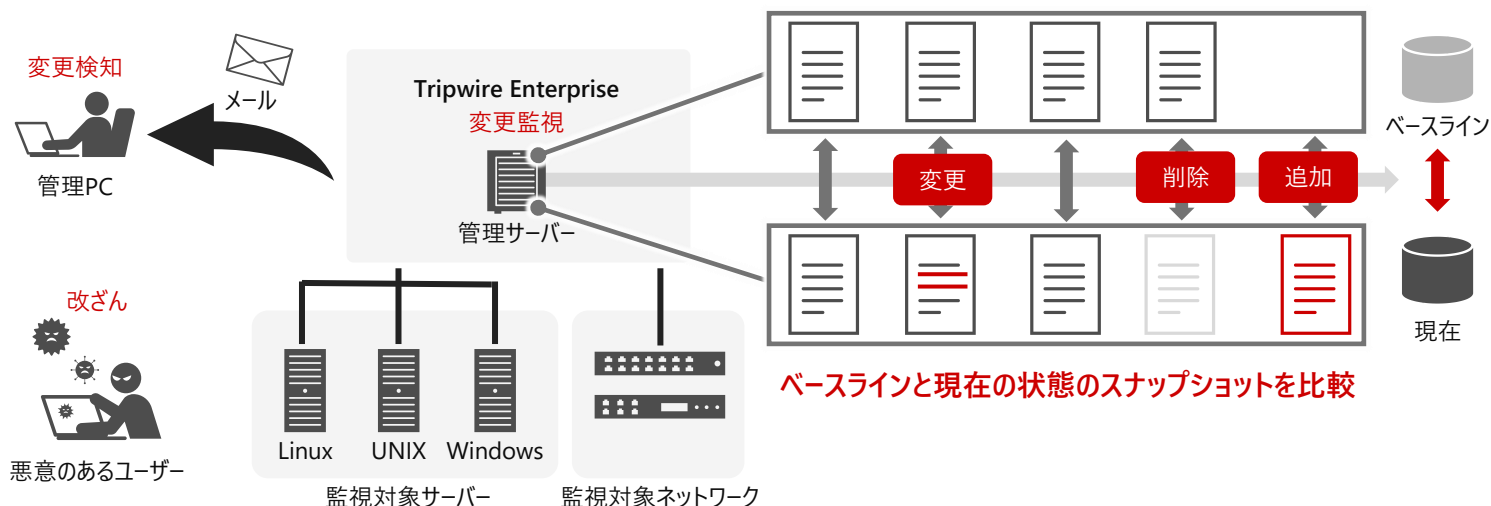 変更検知
メール
管理PC
Tripwire Enterprise
変更監視
管理サーバー
変更
削除
追加
ベースライン
現在
ベースラインと現在の状態のスナップショットを比較
改ざん
悪意のあるユーザー
Linux
UNIX
Windows
監視対象サーバー
監視対象ネットワーク